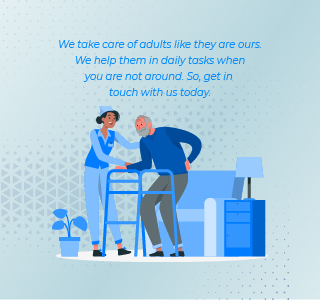 We take care of adults like they are ours.
We help them in daily tasks when
you are not around. So, get in
touch with us today.